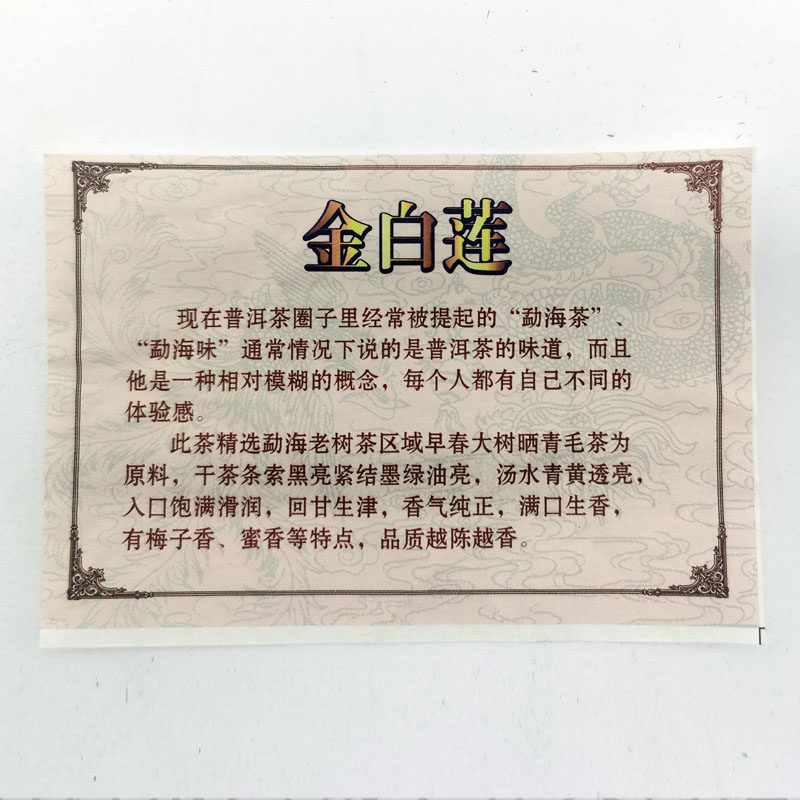 金白莲
现在普洱茶圈子里经常被提起的“勐海茶”、
“勐海味”通常情况下说的是普洱茶的味道，而且
他是一种相对模糊的概念，每个人都有自己不同的
体验感。
此茶精选勐海老树茶区域早春大树晒青毛茶为
原料，干茶条索黑亮紧结墨绿油亮，汤水青黄透亮，
入口饱满滑润，回甘生津，香气纯正，满口生香，
有梅子香、蜜香等特点，品质越陈越香。